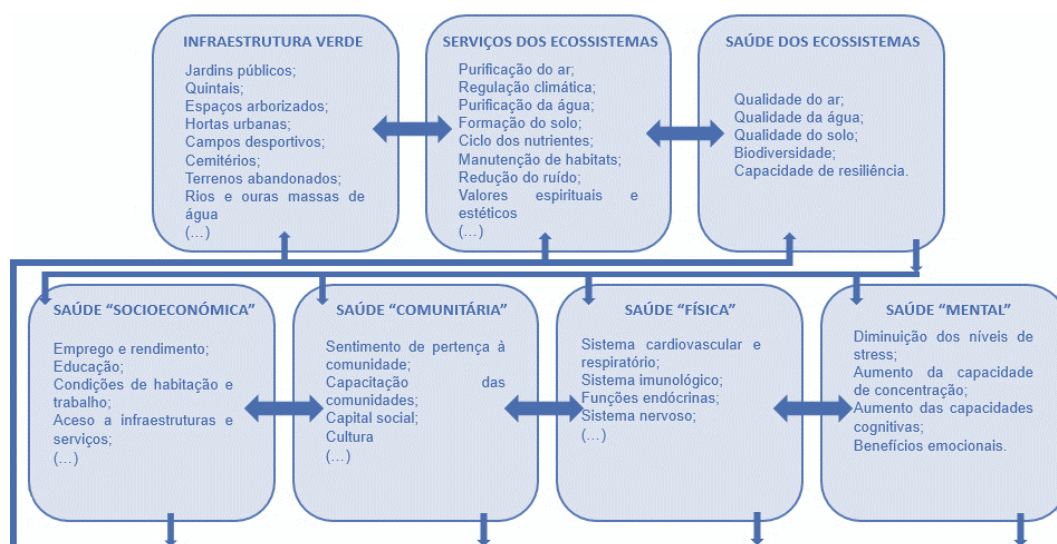 INFRAESTRUTURA VERDE
Jardins públicos;
Quintais;
Espaços arborizados;
Hortas urbanas;
Campos desportivos;
Cemitérios;
Terrenos abandonados;
Rios e ouras massas de
água
(...)
SERVIÇOS DOS ECOSSISTEMAS
Purificação do ar;
Regulação climática;
Purificação da água;
Formação do solo;
Ciclo dos nutrientes;
Manutenção de habitats;
Redução do ruído;
Valores espirituais e
estéticos
(...)
SAÚDE DOS ECOSSISTEMAS
Qualidade do ar;
Qualidade da água;
Qualidade do solo;
Biodiversidade;
Capacidade de resiliência.
SAÚDE “SOCIOECONÓMICA”
Emprego e rendimento;
Educação;
Condições de habitação e
trabalho;
Aceso a infraestruturas e
serviços;
(...)
SAÚDE “COMUNITÁRIA”
Sentimento de pertença à
comunidade;
Capacitação das
comunidades;
Capital social;
Cultura
(...)
SAÚDE “FÍSICA”
Sistema cardiovascular e
respiratório;
Sistema imunológico;
Funções endócrinas;
Sistema nervoso;
(...)
SAÚDE “MENTAL”
Diminuição dos níveis de
stress;
Aumento da capacidade
de concentração;
Aumento das capacidades
cognitivas;
Benefícios emocionais.